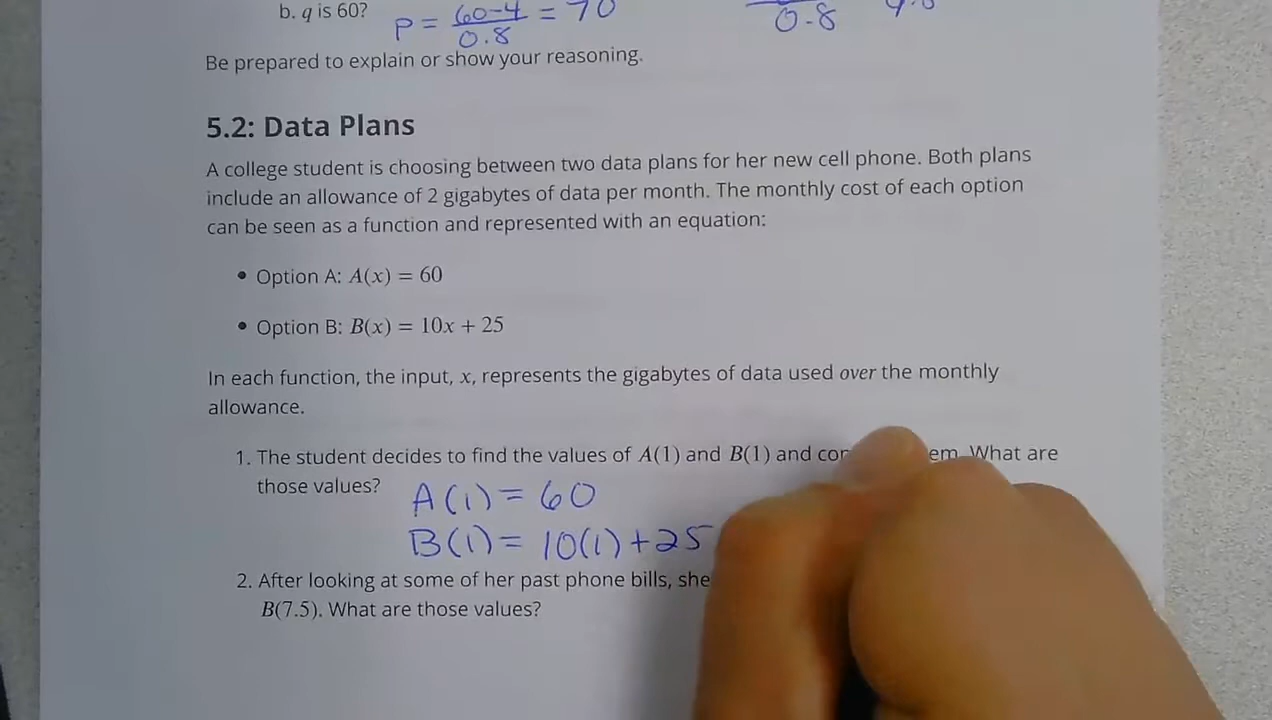 b. q is 60? P = 60-4 / 0.8 = 70 0.8
Be prepared to explain or show your reasoning.
5.2: Data Plans
A college student is choosing between two data plans for her new cell phone. Both plans
include an allowance of 2 gigabytes of data per month. The monthly cost of each option
can be seen as a function and represented with an equation:
• Option A: A(x) = 60
• Option B: B(x) = 10x + 25
In each function, the input, x, represents the gigabytes of data used over the monthly
allowance.
1. The student decides to find the values of A(1) and B(1) and What are
those values? A(1) = 60
B(1) = 10(1)+25
2. After looking at some of her past phone bills, she
B(7.5). What are those values?